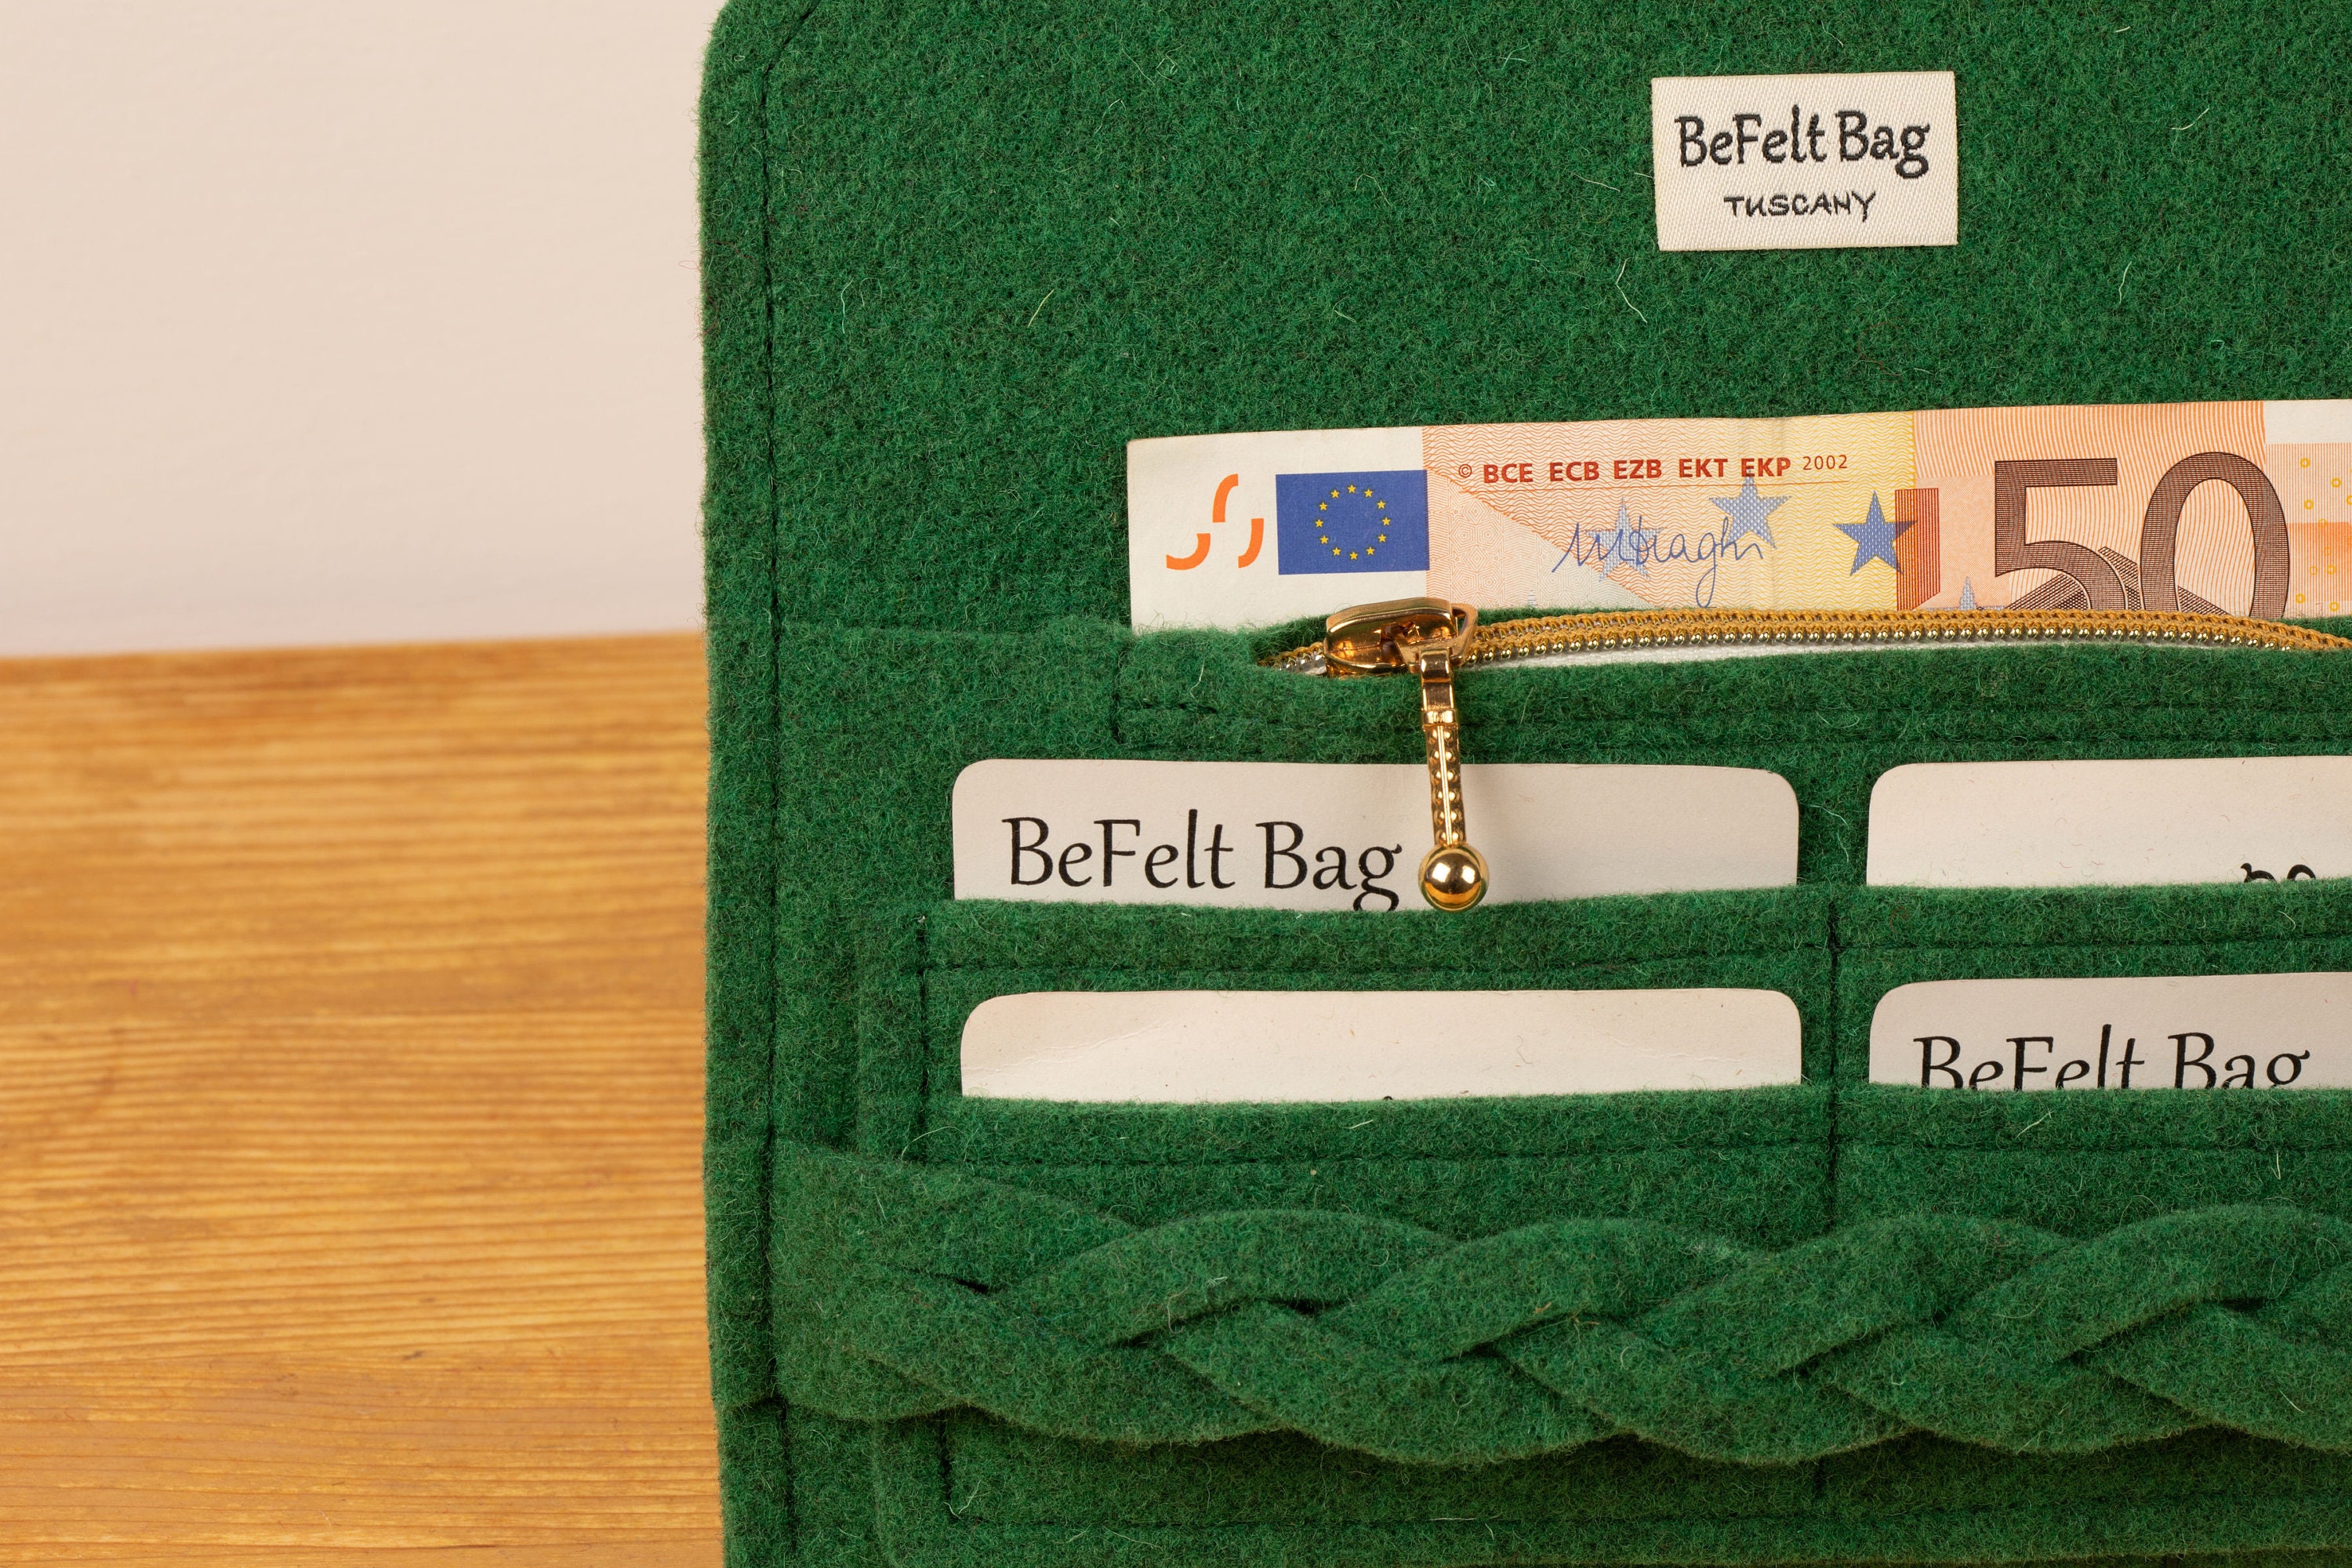 BeFelt Bag
TUSCANY
© BCE ECB EZB EKT EKP 2002
50
BeFelt Bag
BeFelt Bag